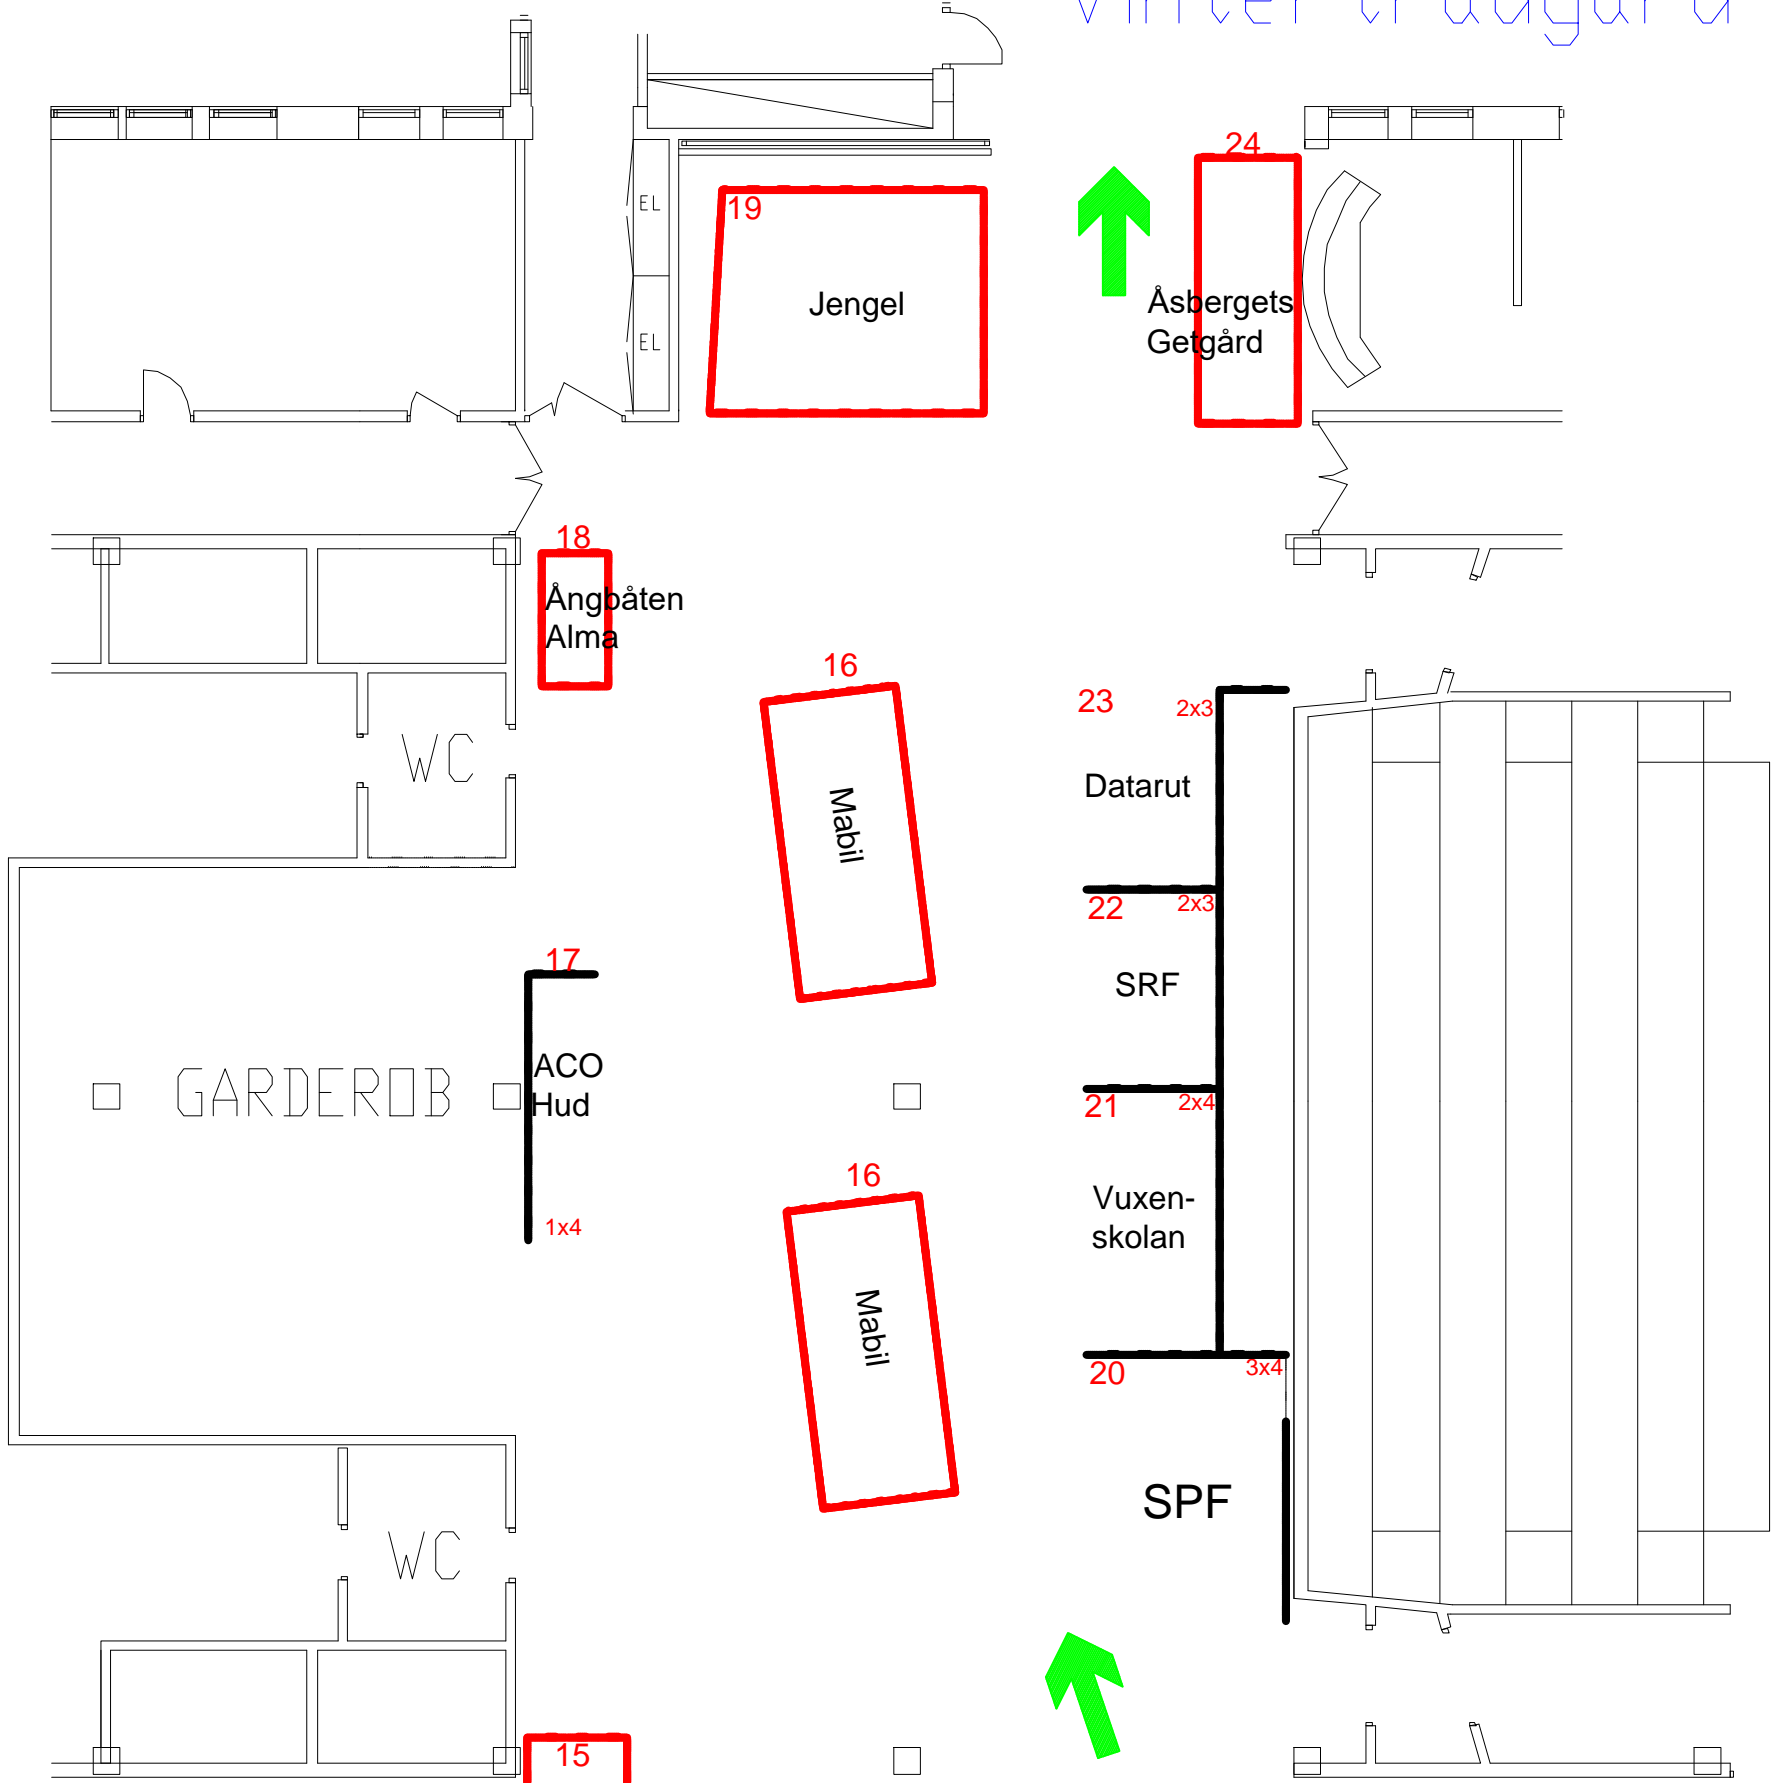 Vinterträdgård
24
19
EL
Jengel
Åsbergets
Getgård
EL
18
Ångbåten
Alma
16
23
2x3
WC
Datarut
Mabil
22
2x3
17
SRF
ACO
Hud
GARDEROB
21
2x4
16
Vuxen-
skolan
1x4
Mabil
20
3x4
SPF
WC
15